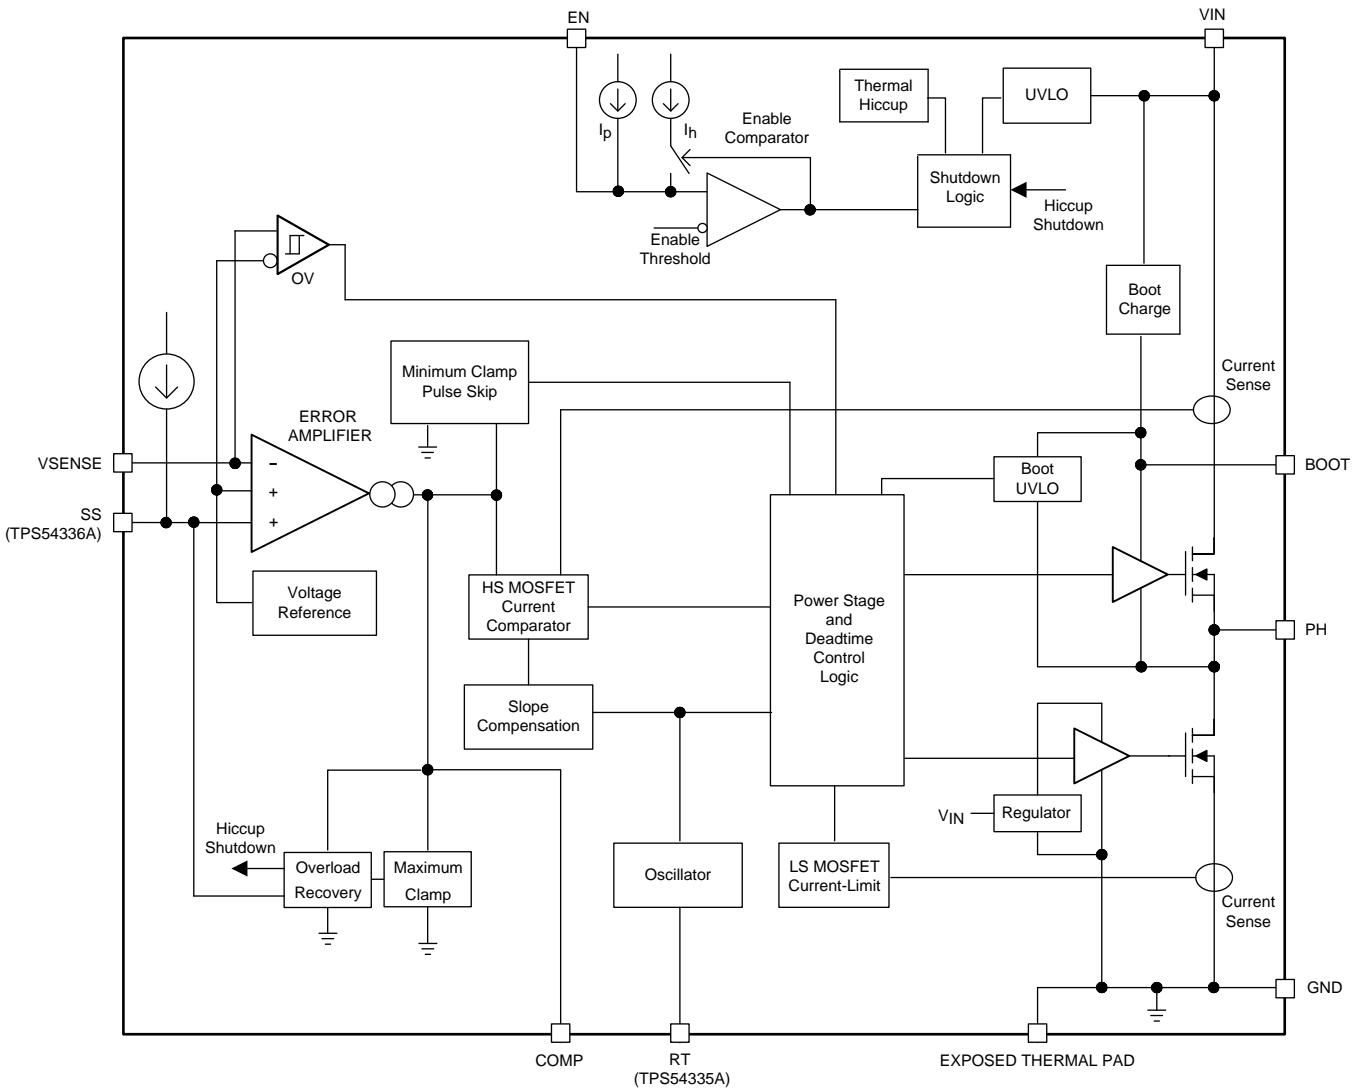 EN
VIN
Thermal
Hiccup
UVLO
Ip
Ih
Enable
Comparator
Shutdown
Logic
Hiccup
Shutdown
Enable
Threshold
OV
Boot
Charge
Minimum Clamp
Pulse Skip
Current
Sense
ERROR
AMPLIFIER
VSENSE
−
+
+
SS
(TPS54336A)
Boot
UVLO
BOOT
Voltage
Reference
HS MOSFET
Current
Comparator
Power Stage
and
Deadtime
Control
Logic
PH
Slope
Compensation
VIN
Regulator
Hiccup
Shutdown
Overload
Recovery
Maximum
Clamp
Oscillator
LS MOSFET
Current-Limit
Current
Sense
GND
COMP
RT
(TPS54335A)
EXPOSED THERMAL PAD